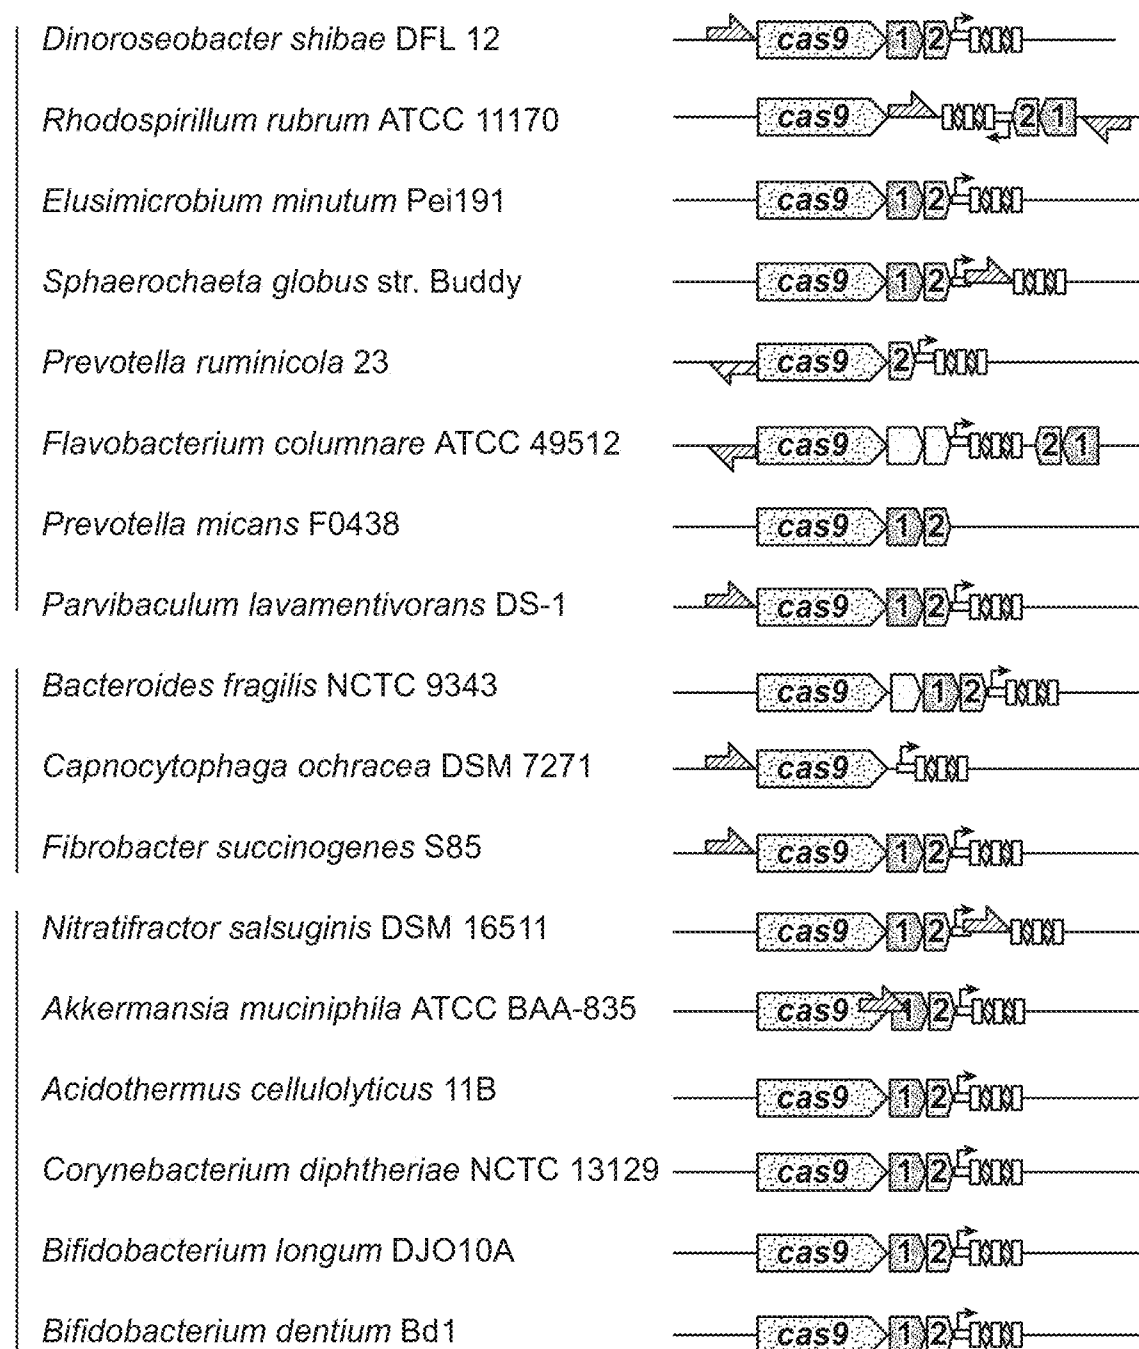 Dinoroseobacter shibae DFL 12 cas9 1 2
Rhodospirillum rubrum ATCC 11170 cas9 2 1
Elusimicrobium minutum Pei191 cas9 1 2
Sphaerochaeta globus str. Buddy cas9 1 2
Prevotella ruminicola 23 cas9 2
Flavobacterium columnare ATCC 49512 cas9 2 1
Prevotella micans F0438 cas9 1 2
Parvibaculum lavamentivorans DS-1 cas9 1 2
Bacteroides fragilis NCTC 9343 cas9 1 2
Capnocytophaga ochracea DSM 7271 cas9
Fibrobacter succinogenes S85 cas9 1 2
Nitratifractor salsuginis DSM 16511 cas9 1 2
Akkermansia muciniphila ATCC BAA-835 cas9 1 2
Acidothermus cellulolyticus 11B cas9 1 2
Corynebacterium diphtheriae NCTC 13129 cas9 1 2
Bifidobacterium longum DJO10A cas9 1 2
Bifidobacterium dentium Bd1 cas9 1 2